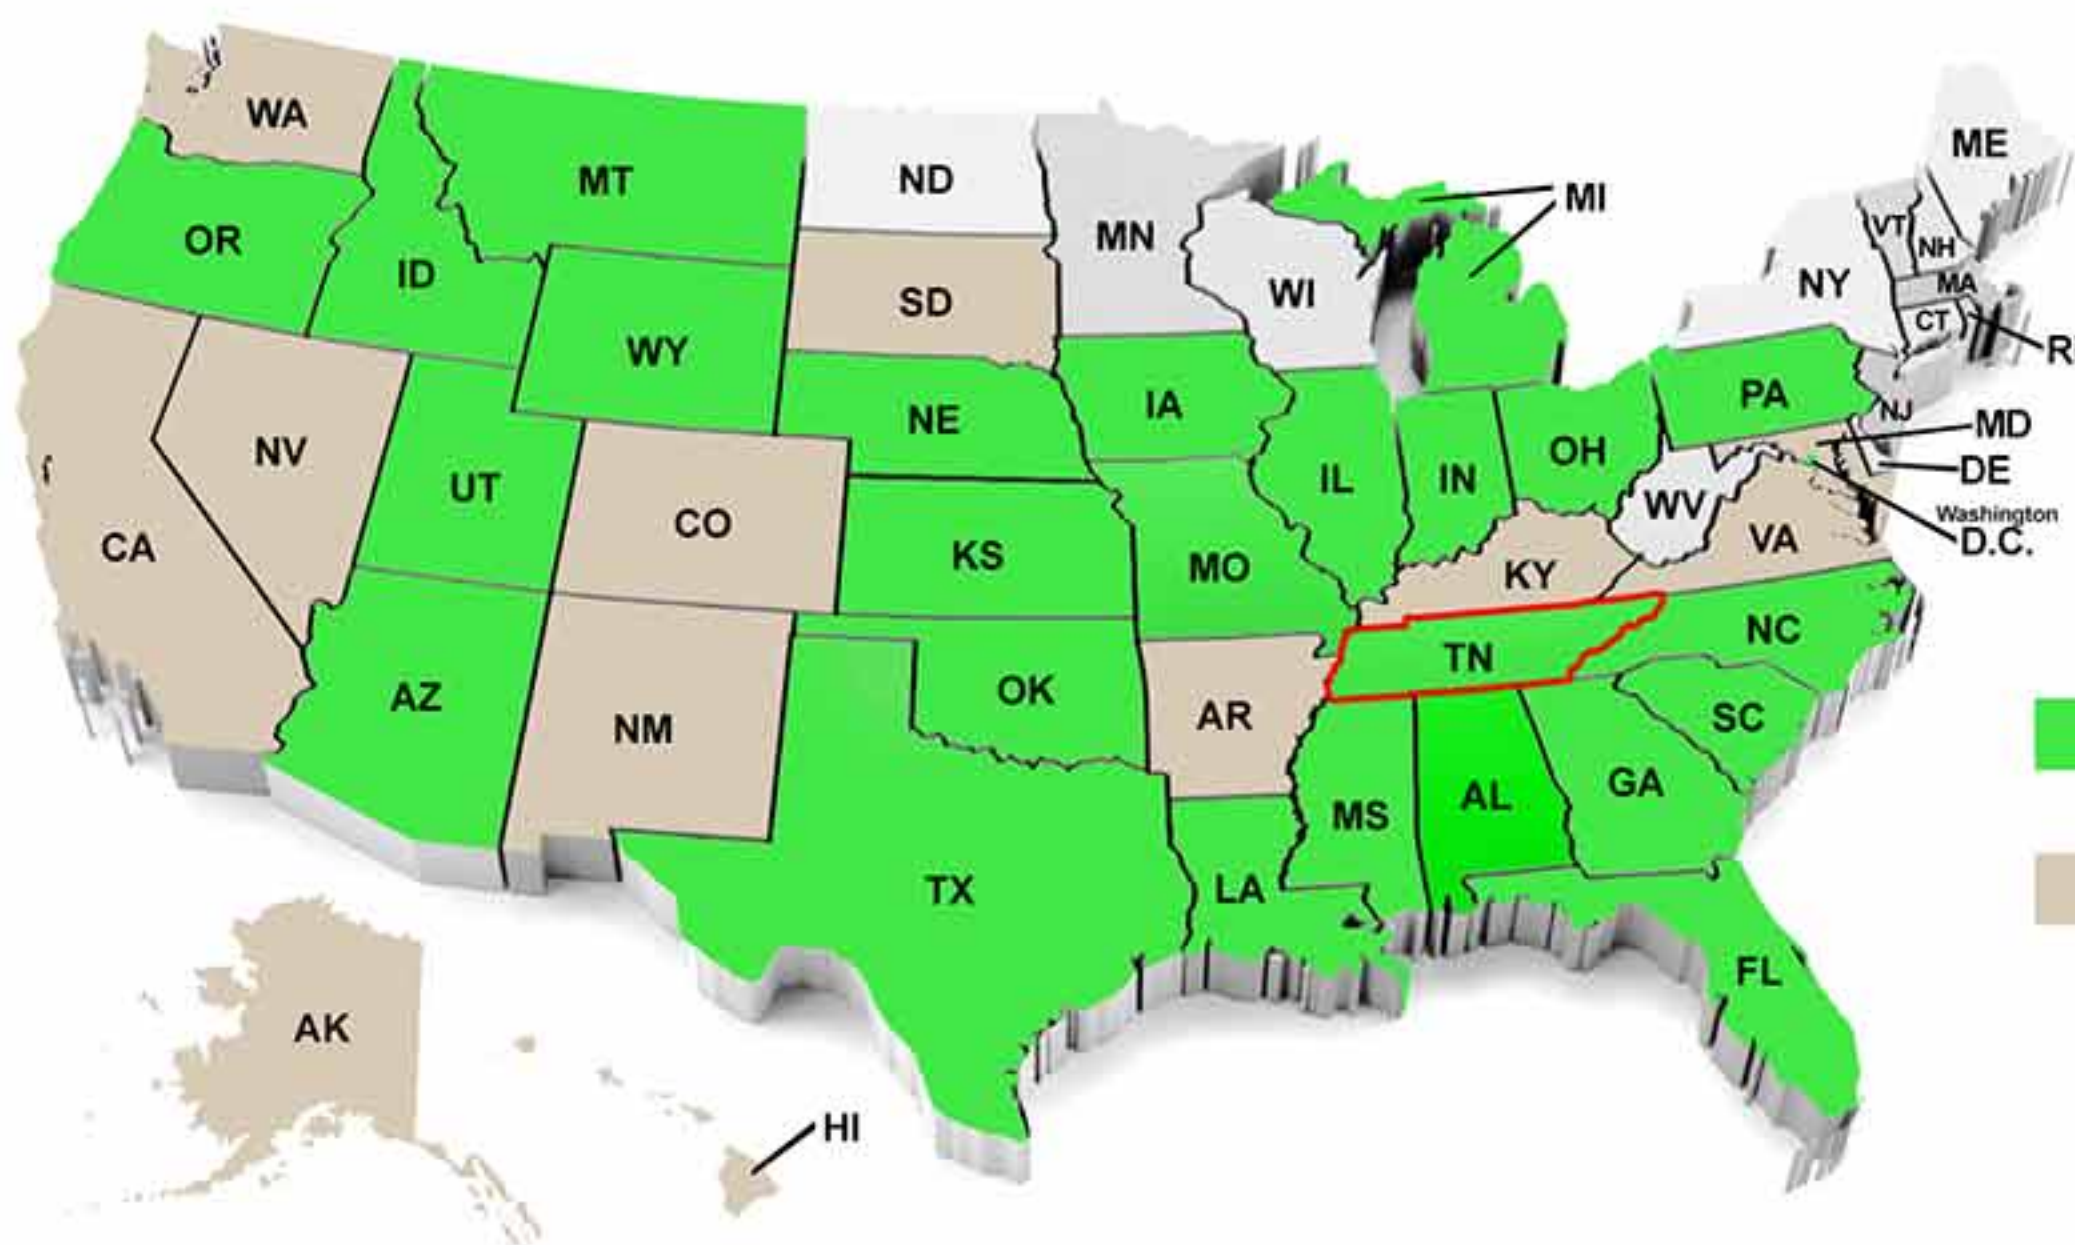 WA
MT
ND
MN
MI
ME
VT
NH
OR
ID
SD
WI
NY
MA
CT
R
WY
NE
IA
PA
NJ
MD
NV
UT
CO
IL
IN
OH
DE
WV
Washington
D.C.
CA
KS
MO
KY
VA
AZ
NM
OK
AR
TN
NC
SC
TX
LA
MS
AL
GA
FL
AK
HI